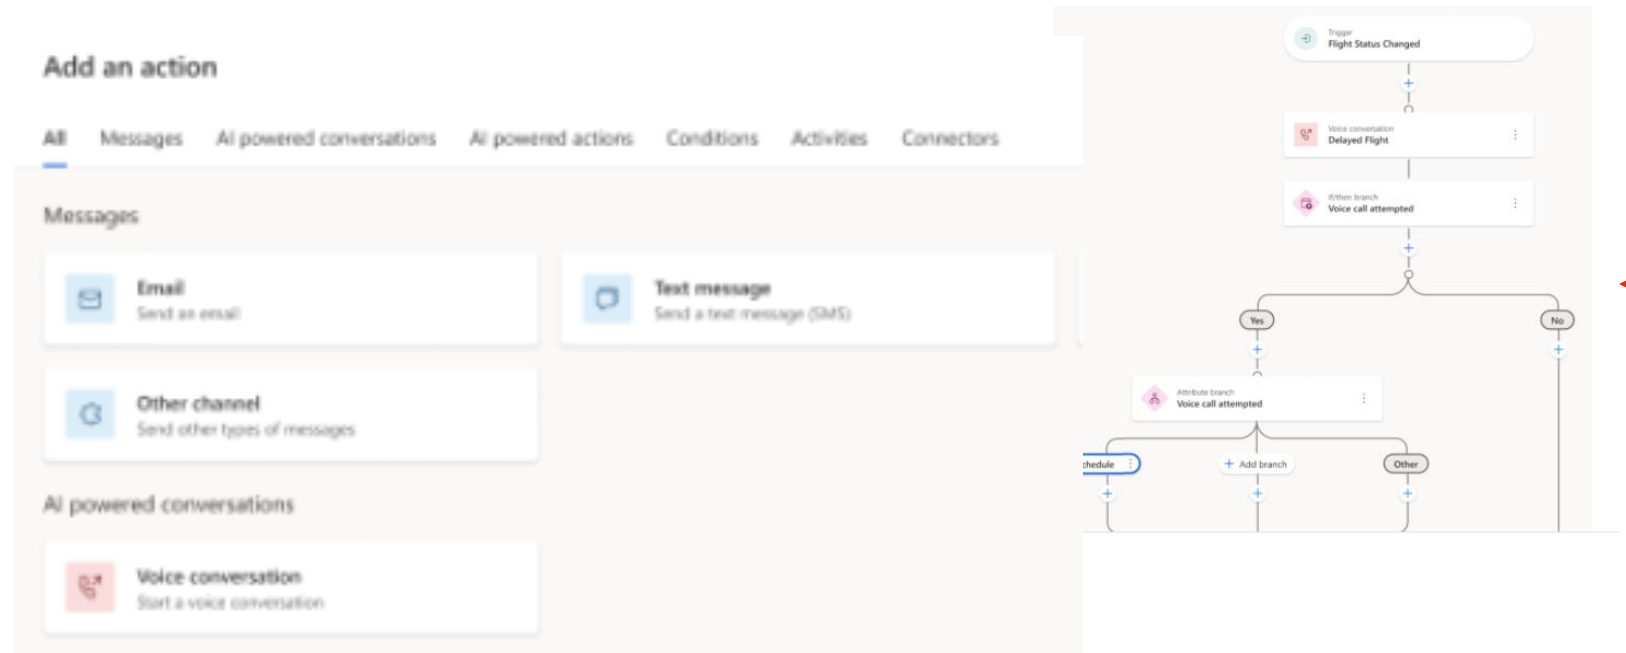 Add an action
All Messages AI powered conversations AI powered actions Conditions Activities Connectors
Messages
Email
Send an email
Text message
Send a text message (SMS)
Other channel
Send other types of messages
AI powered conversations
Voice conversation
Start a voice conversation
Trigger
Flight Status Changed
Voice conversation
Delayed Flight
If/then branch
Voice call attempted
Yes
No
Attribute branch
Voice call attempted
chedule
Add branch
Other